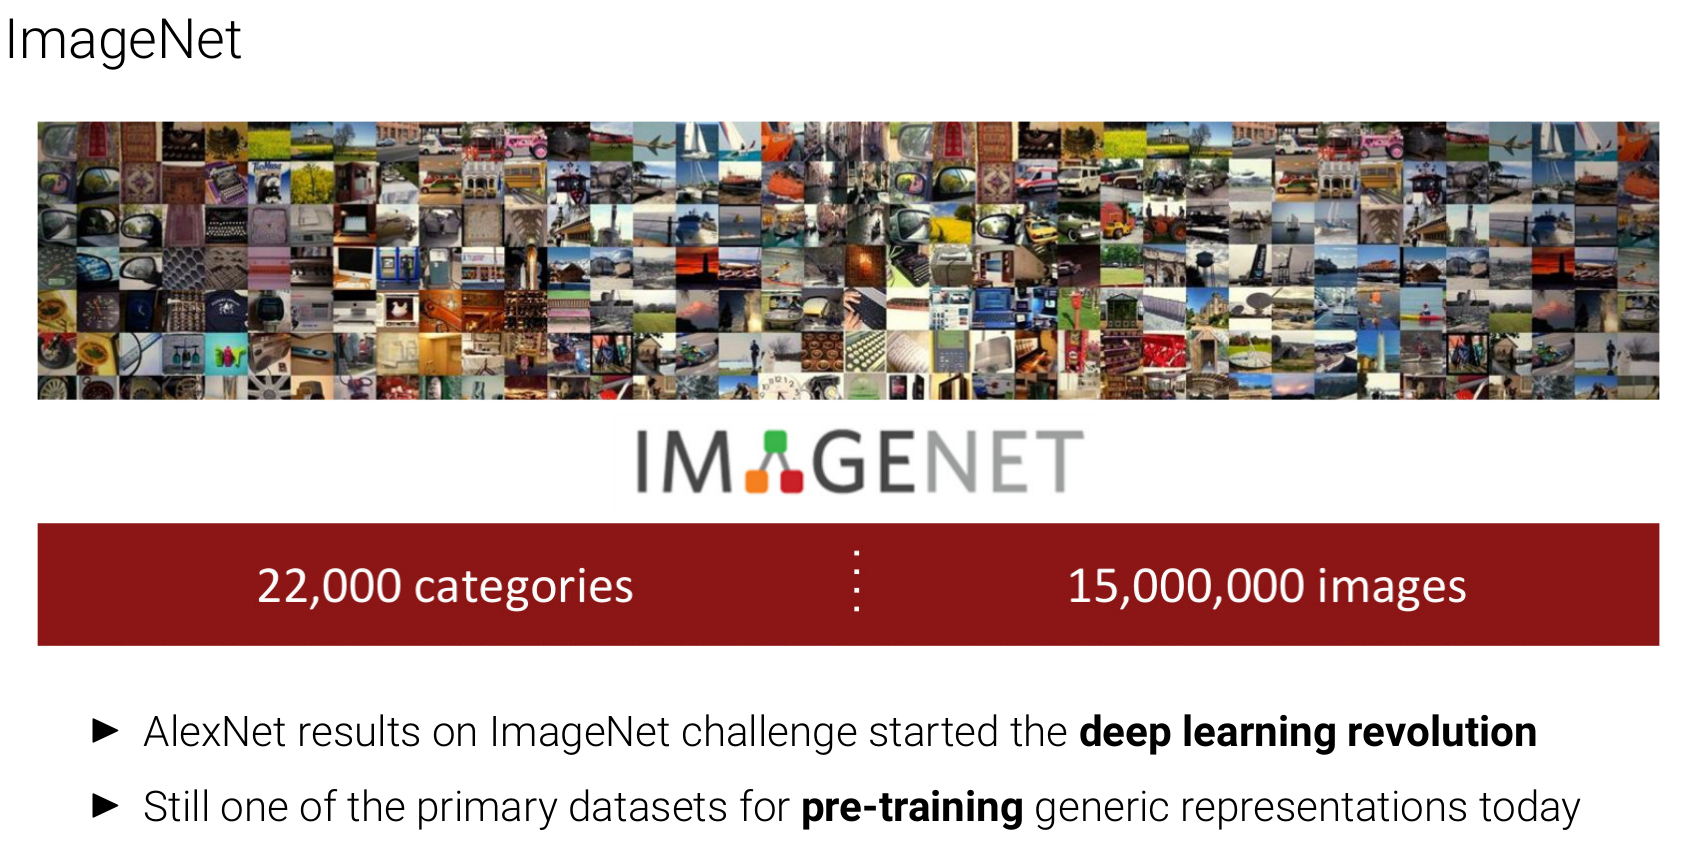 ImageNet
IMAGENET
22,000 categories
15,000,000 images
AlexNet results on ImageNet challenge started the deep learning revolution
Still one of the primary datasets for pre-training generic representations today